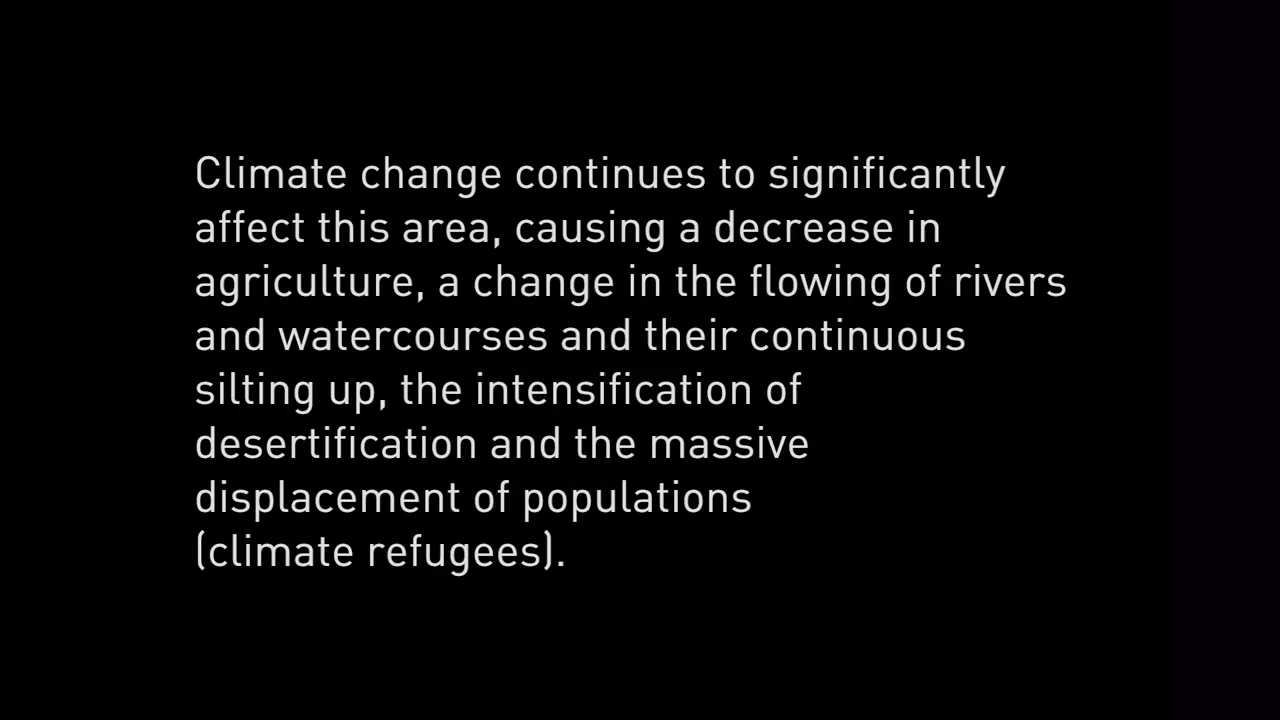 Climate change continues to significantly
affect this area, causing a decrease in
agriculture, a change in the flowing of rivers
and watercourses and their continuous
silting up, the intensification of
desertification and the massive
displacement of populations
(climate refugees).